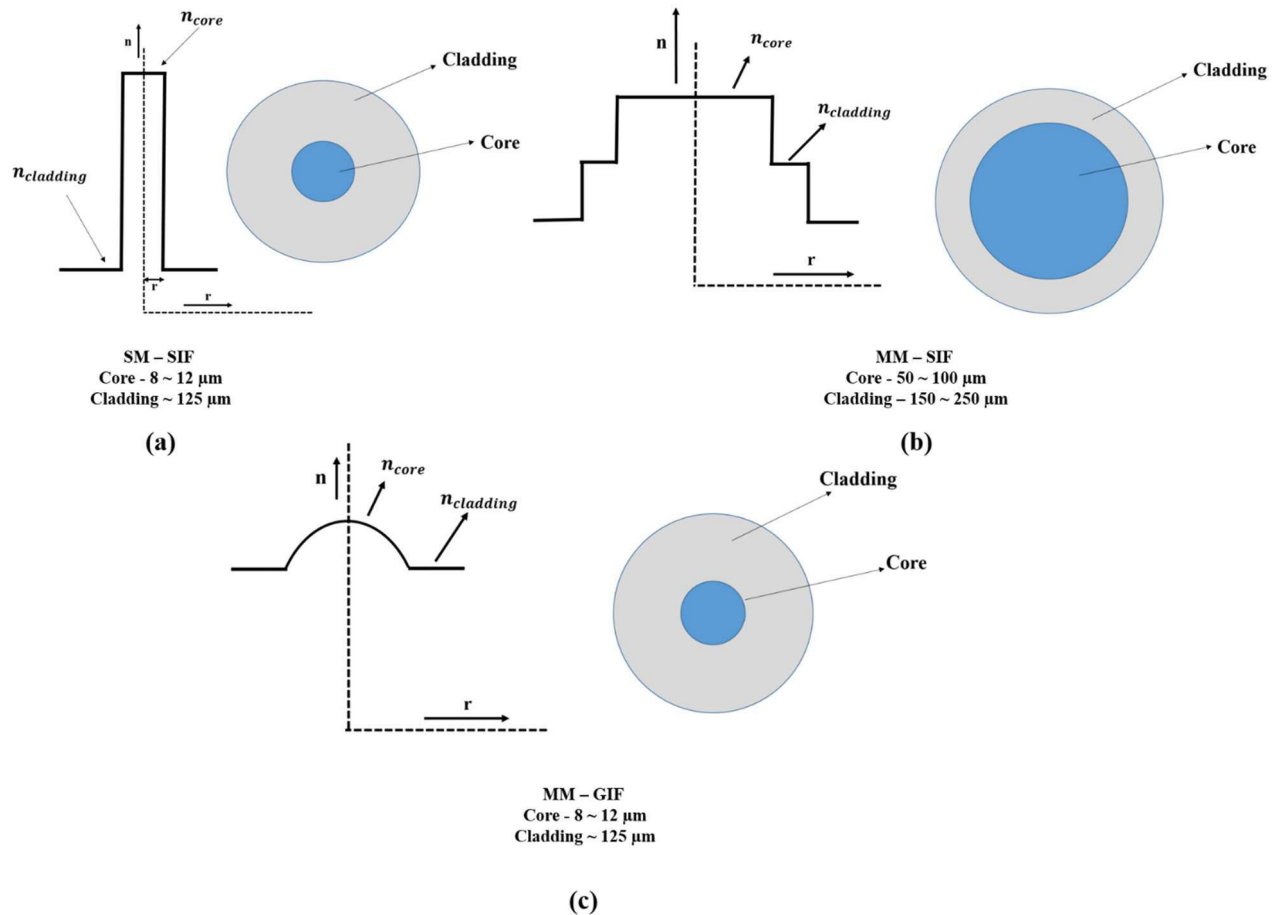 n_core
n
Cladding
Core
n_cladding
r
r
SM – SIF
Core - 8 ~ 12 µm
Cladding ~ 125 µm
(a)
n
n_core
n_cladding
r
Cladding
Core
MM – SIF
Core - 50 ~ 100 µm
Cladding – 150 ~ 250 µm
(b)
n
n_core
n_cladding
r
Cladding
Core
MM – GIF
Core - 8 ~ 12 µm
Cladding ~ 125 µm
(c)